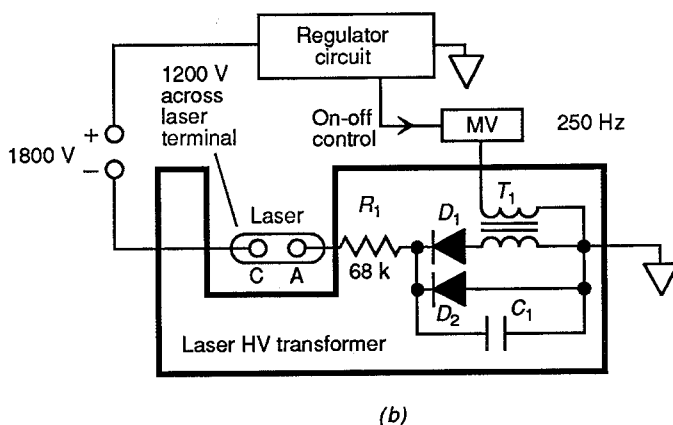 Regulator
circuit
1200 V
across
laser
terminal
On-off
control
MV
250 Hz
+
1800 V
−
Laser
C
A
R1
68 k
D1
T1
D2
C1
Laser HV transformer
(b)